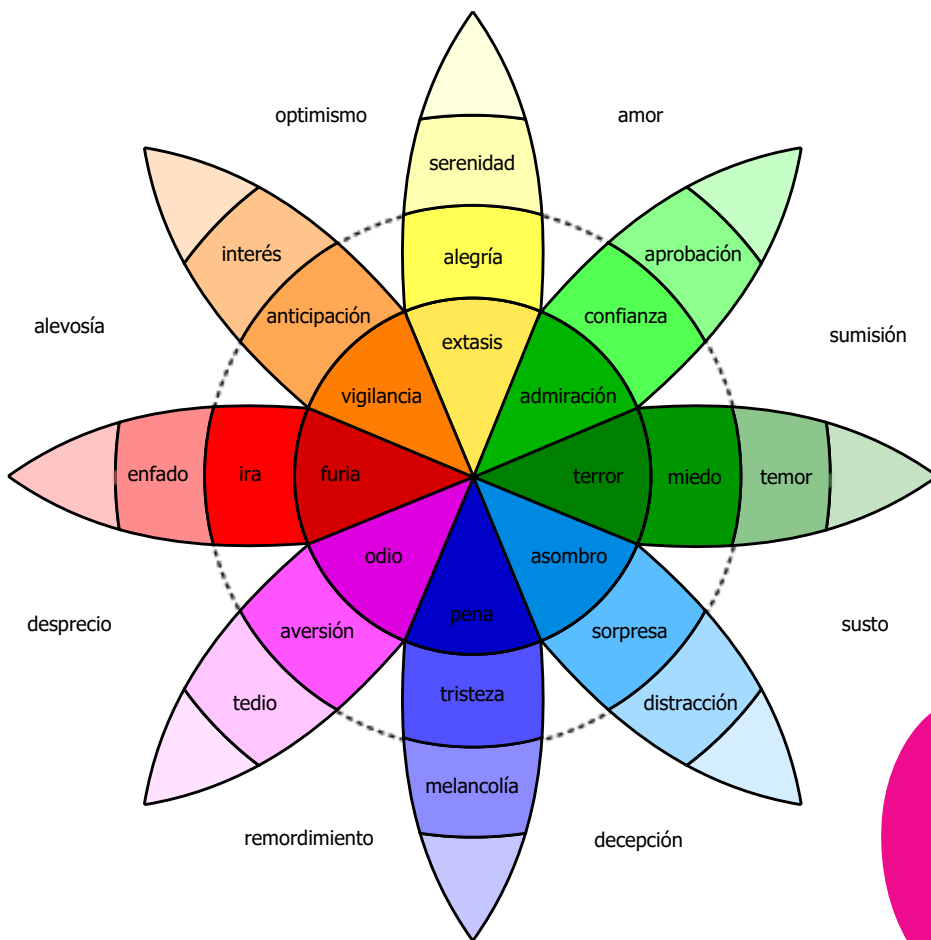 optimismo
amor
serenidad
interés
alegría
aprobación
anticipación
confianza
alevosía
sumisión
extasis
vigilancia
admiración
enfado
ira
furia
terror
miedo
temor
odio
asombro
desprecio
pena
susto
aversión
sorpresa
tedio
tristeza
distracción
melancolía
remordimiento
decepción